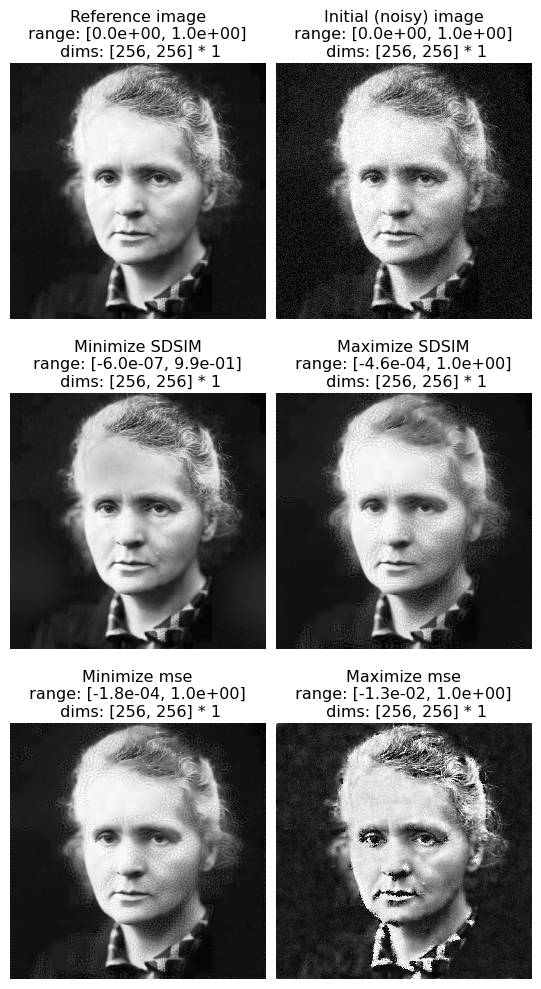 Reference image
range: [0.0e+00, 1.0e+00]
dims: [256, 256] * 1
Initial (noisy) image
range: [0.0e+00, 1.0e+00]
dims: [256, 256] * 1
Minimize SDSIM
range: [-6.0e-07, 9.9e-01]
dims: [256, 256] * 1
Maximize SDSIM
range: [-4.6e-04, 1.0e+00]
dims: [256, 256] * 1
Minimize mse
range: [-1.8e-04, 1.0e+00]
dims: [256, 256] * 1
Maximize mse
range: [-1.3e-02, 1.0e+00]
dims: [256, 256] * 1